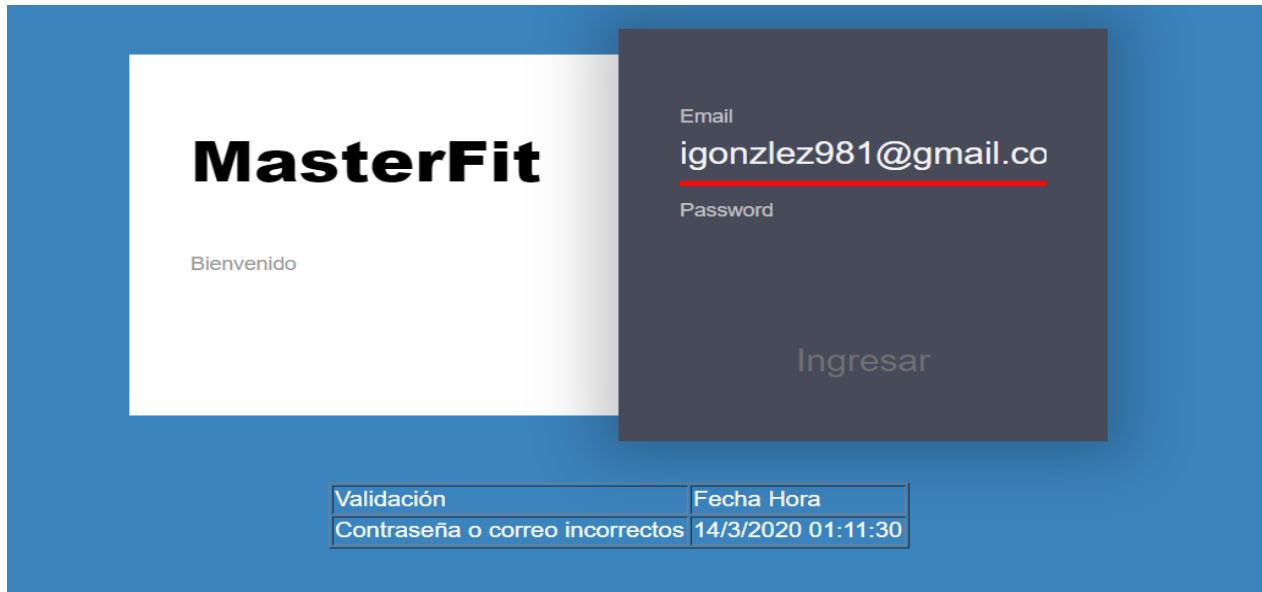 MasterFit
Bienvenido
Email
igonzlez981@gmail.co
Password
Ingresar
Validación Fecha Hora
Contraseña o correo incorrectos 14/3/2020 01:11:30